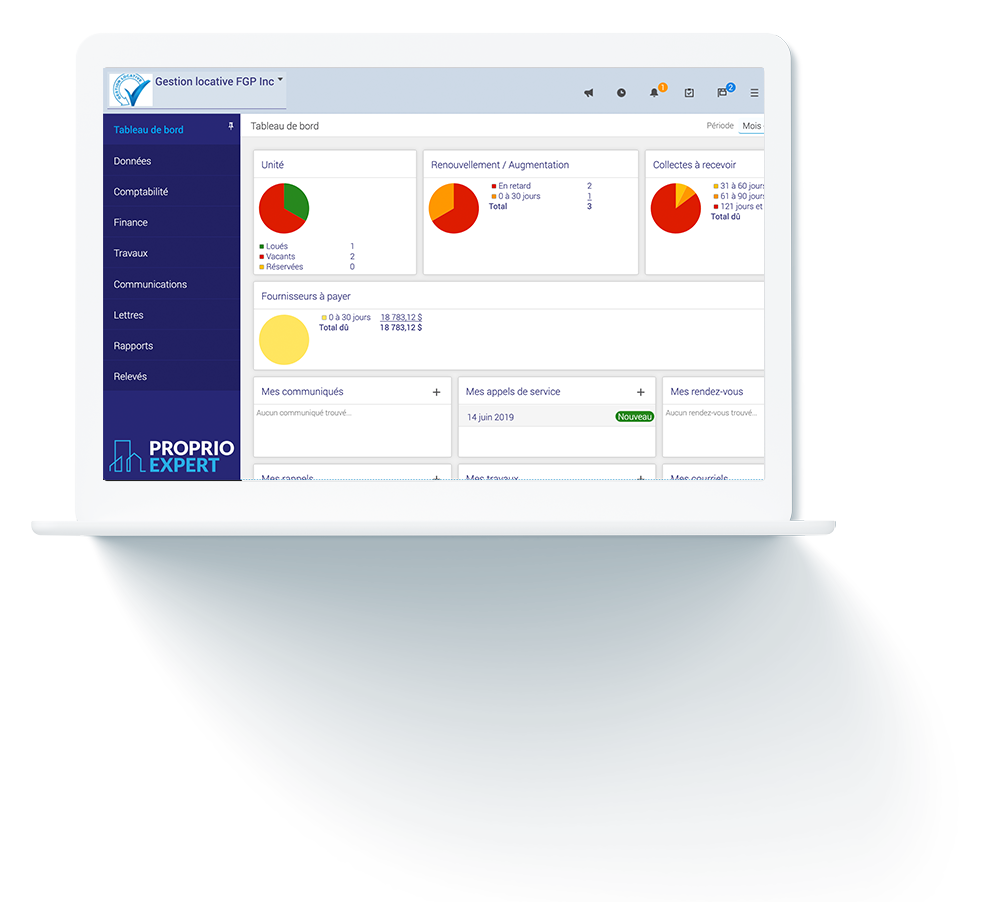 Gestion locative FGP Inc
GESTION LOCATIVE
1
2
Tableau de bord
Tableau de bord
Période
Mois
Données
Comptabilité
Finance
Travaux
Communications
Lettres
Rapports
Relevés
PROPRIO
EXPERT
Unité
Loués 1
Vacants 2
Réservées 0
Renouvellement / Augmentation
En retard 2
0 à 30 jours 1
Total 3
Collectes à recevoir
31 à 60 jours
61 à 90 jours
121 jours et
Total dû
Fournisseurs à payer
0 à 30 jours 18 783,12 $
Total dû 18 783,12 $
Mes communiqués +
Aucun communiqué trouvé...
Mes appels de service +
14 juin 2019 Nouveau
Mes rendez-vous
Aucun rendez-vous trouvé...
Mes rappels +
Mes travaux +
Mes courriels